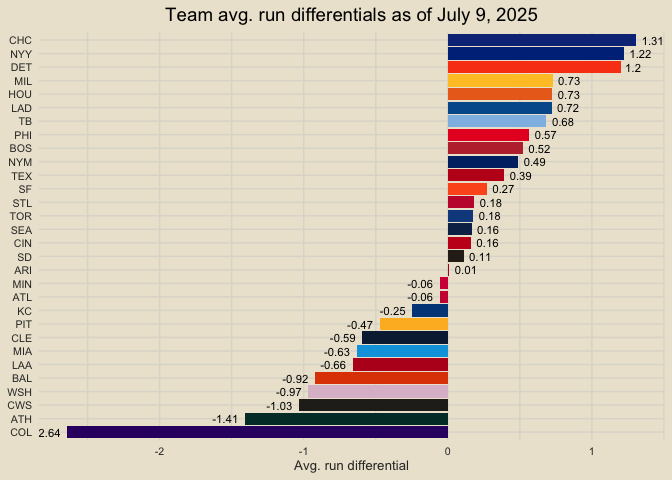 Team avg. run differentials as of July 9, 2025
CHC 1.31
NYY 1.22
DET 1.2
MIL 0.73
HOU 0.73
LAD 0.72
TB 0.68
PHI 0.57
BOS 0.52
NYM 0.49
TEX 0.39
SF 0.27
STL 0.18
TOR 0.18
SEA 0.16
CIN 0.16
SD 0.11
ARI 0.01
MIN -0.06
ATL -0.06
KC -0.25
PIT -0.47
CLE -0.59
MIA -0.63
LAA -0.66
BAL -0.92
WSH -0.97
CWS -1.03
ATH -1.41
COL 2.64
-2 -1 0 1
Avg. run differential